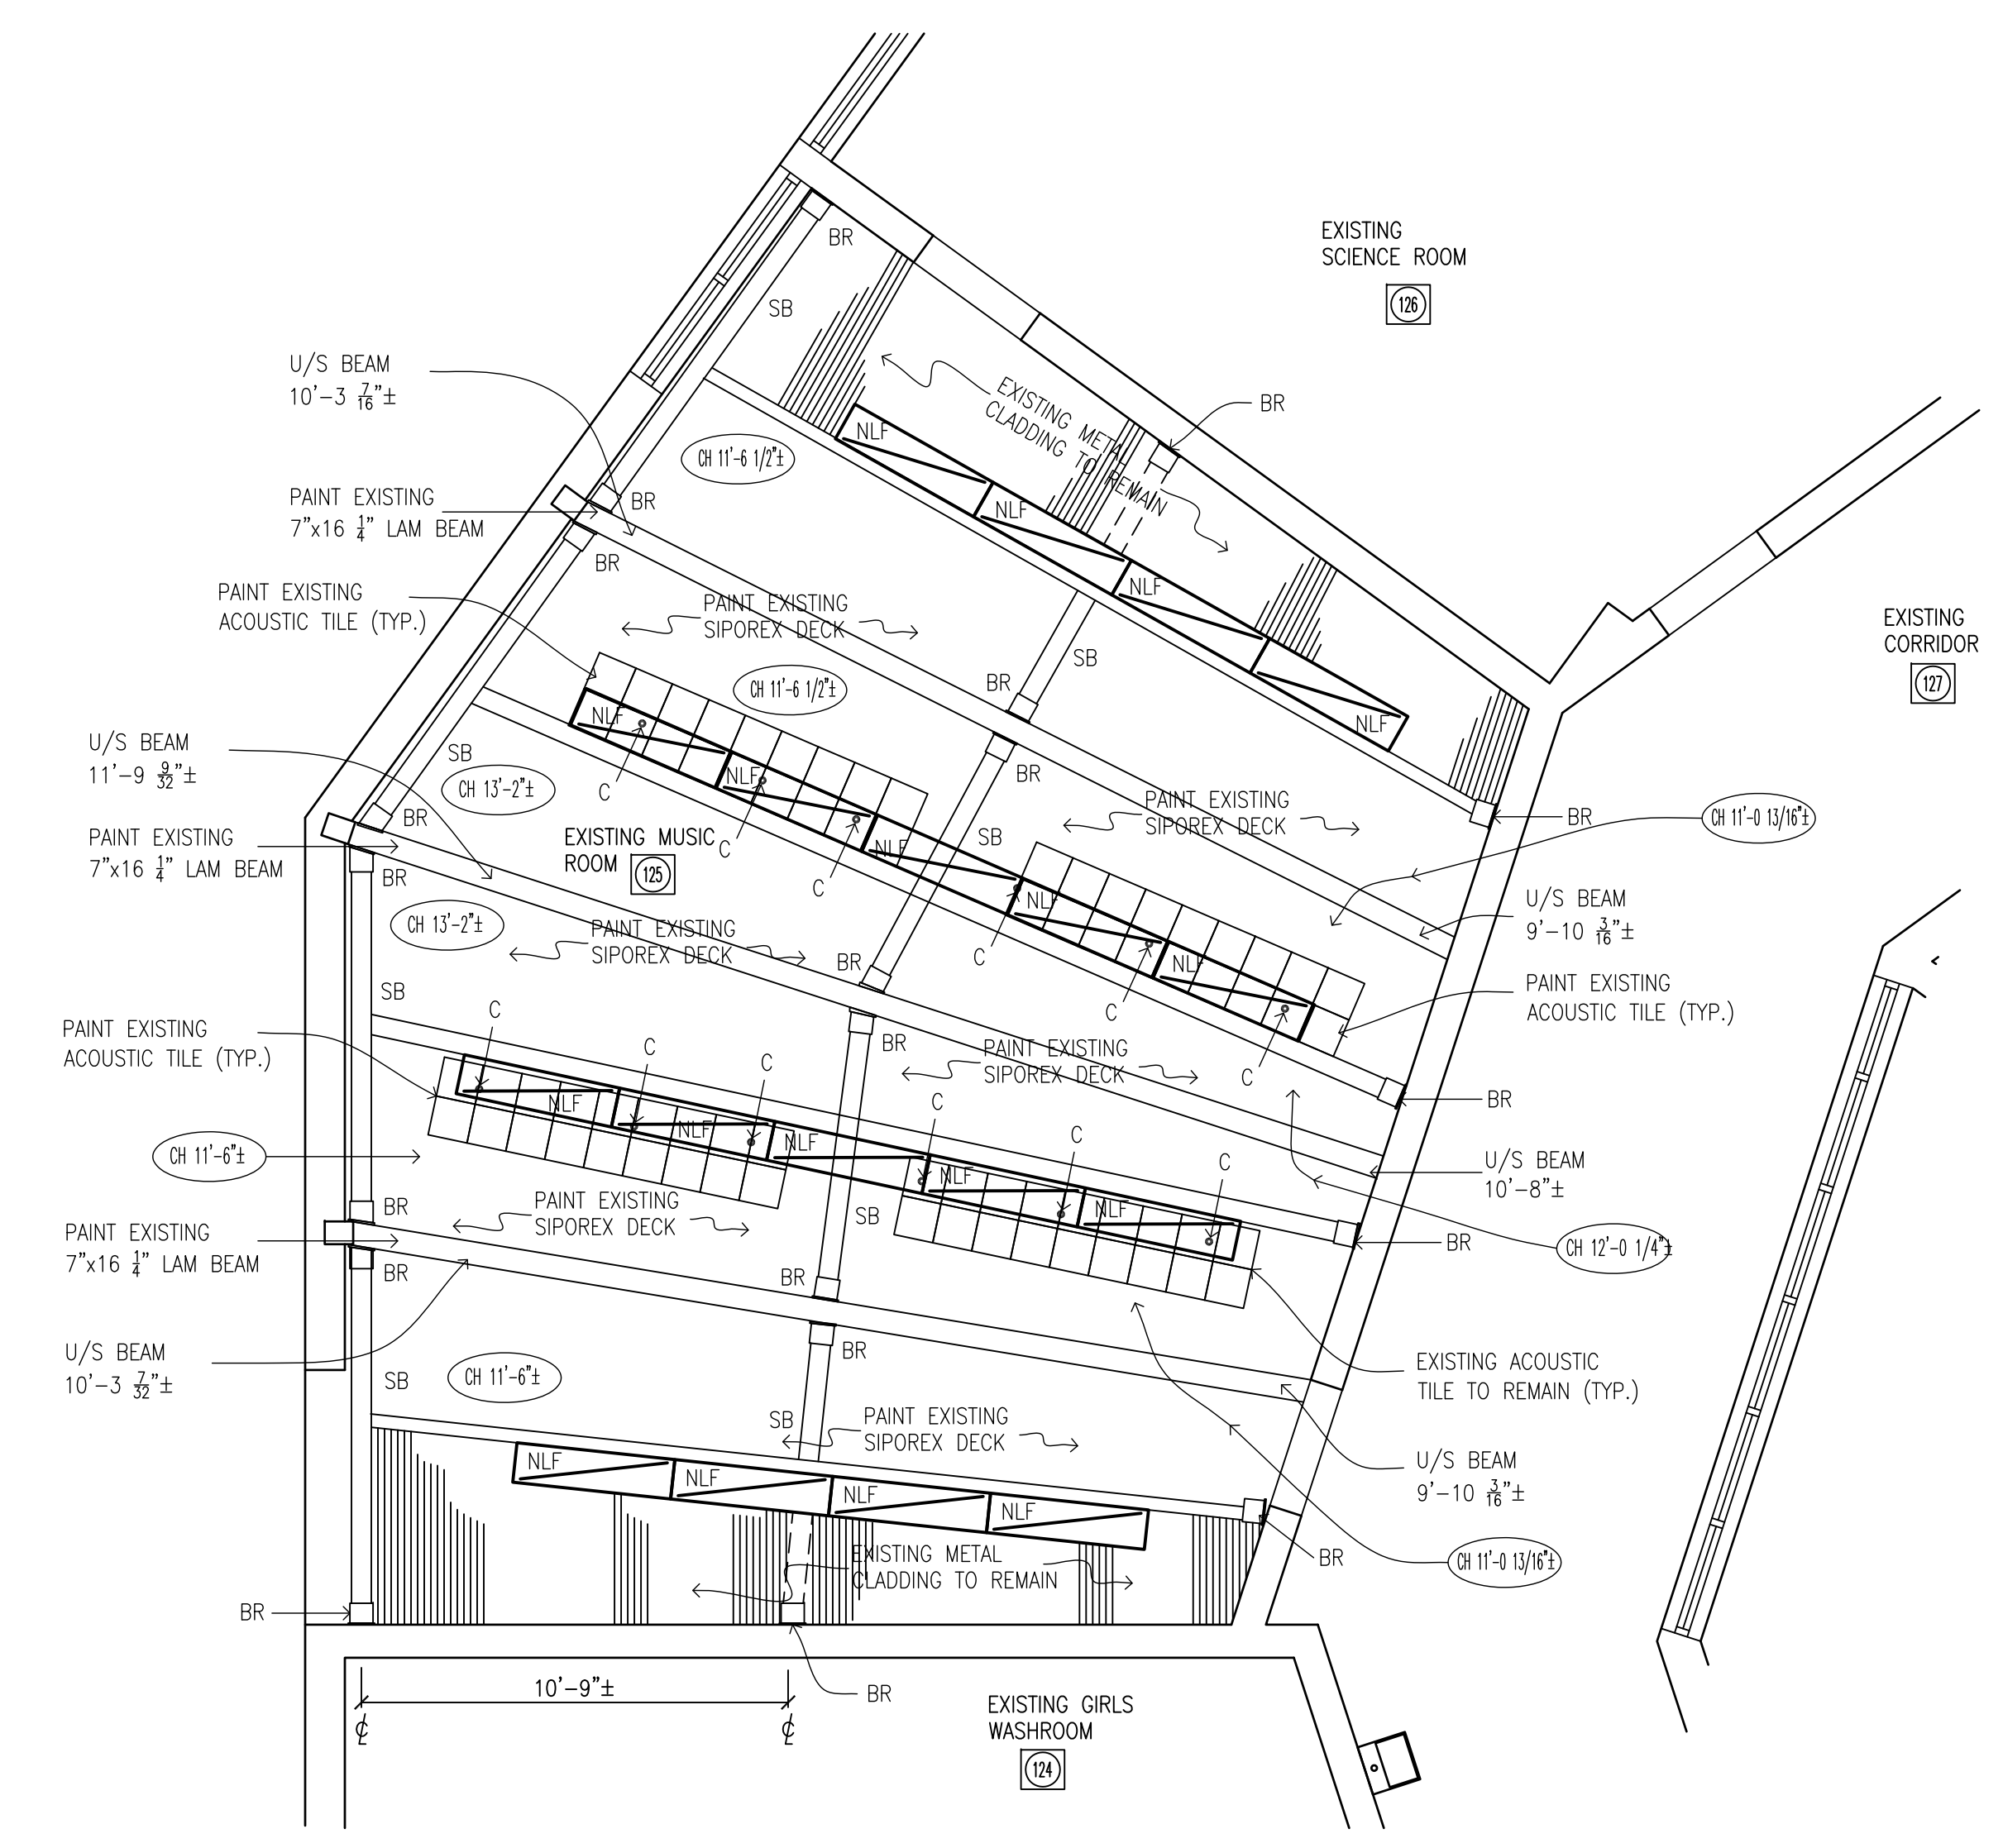 EXISTING
SCIENCE ROOM
126
BR
SB
U/S BEAM
10'-3 7/16"±
EXISTING METAL
CLADDING TO REMAIN
BR
NLF
CH 11'-6 1/2"±
PAINT EXISTING
7"x16 1/4" LAM BEAM
BR
NLF
BR
NLF
PAINT EXISTING
ACOUSTIC TILE (TYP.)
PAINT EXISTING
SIPOREX DECK
EXISTING
CORRIDOR
127
SB
BR
CH 11'-6 1/2"±
NLF
NLF
U/S BEAM
11'-9 9/32"±
SB
BR
NLF
CH 13'-2"±
C
PAINT EXISTING
SIPOREX DECK
CH 11'-0 13/16"±
BR
BR
PAINT EXISTING
7"x16 1/4" LAM BEAM
EXISTING MUSIC
ROOM
125
C
NLF
SB
BR
C
U/S BEAM
9'-10 3/16"±
NLF
CH 13'-2"±
PAINT EXISTING
SIPOREX DECK
BR
C
NLF
SB
PAINT EXISTING
ACOUSTIC TILE (TYP.)
C
C
PAINT EXISTING
ACOUSTIC TILE (TYP.)
C
BR
PAINT EXISTING
SIPOREX DECK
C
C
C
BR
NLF
NLF
NLF
C
C
CH 11'-6"±
NLF
U/S BEAM
10'-8"±
C
PAINT EXISTING
SIPOREX DECK
BR
NLF
SB
PAINT EXISTING
7"x16 1/4" LAM BEAM
BR
CH 12'-0 1/4"±
BR
BR
U/S BEAM
10'-3 7/32"±
BR
EXISTING ACOUSTIC
TILE TO REMAIN (TYP.)
SB
CH 11'-6"±
SB
PAINT EXISTING
SIPOREX DECK
U/S BEAM
9'-10 3/16"±
NLF
NLF
NLF
NLF
EXISTING METAL
CLADDING TO REMAIN
BR
CH 11'-0 13/16"±
BR
10'-9"±
BR
EXISTING GIRLS
WASHROOM
124